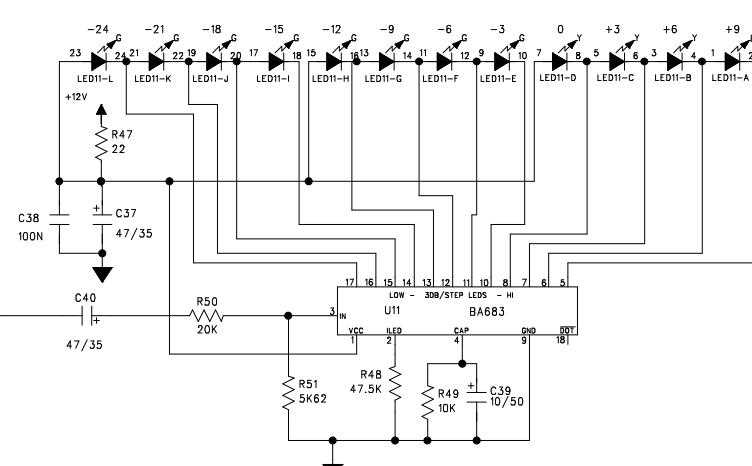 -24 -21 -18 -15 -12 -9 -6 -3 0 +3 +6 +9
G G G G G G G G Y Y Y Y
23 24 21 22 19 20 17 18 15 16 13 14 11 12 9 10 7 8 5 6 3 4 1 2
LED11-L LED11-K LED11-J LED11-I LED11-H LED11-G LED11-F LED11-E LED11-D LED11-C LED11-B LED11-A
+12V
R47
22
C38
100N
+ C37
47/35
17 16 15 14 13 12 11 10 8 7 6 5
LOW - 3DB/STEP LEDS - HI
U11 BA683
3 IN
VCC ILED CAP GND DOT
1 2 4 9 18
C40
+
47/35
R50
20K
R51
5K62
R48
47.5K
R49
10K
+ C39
10/50